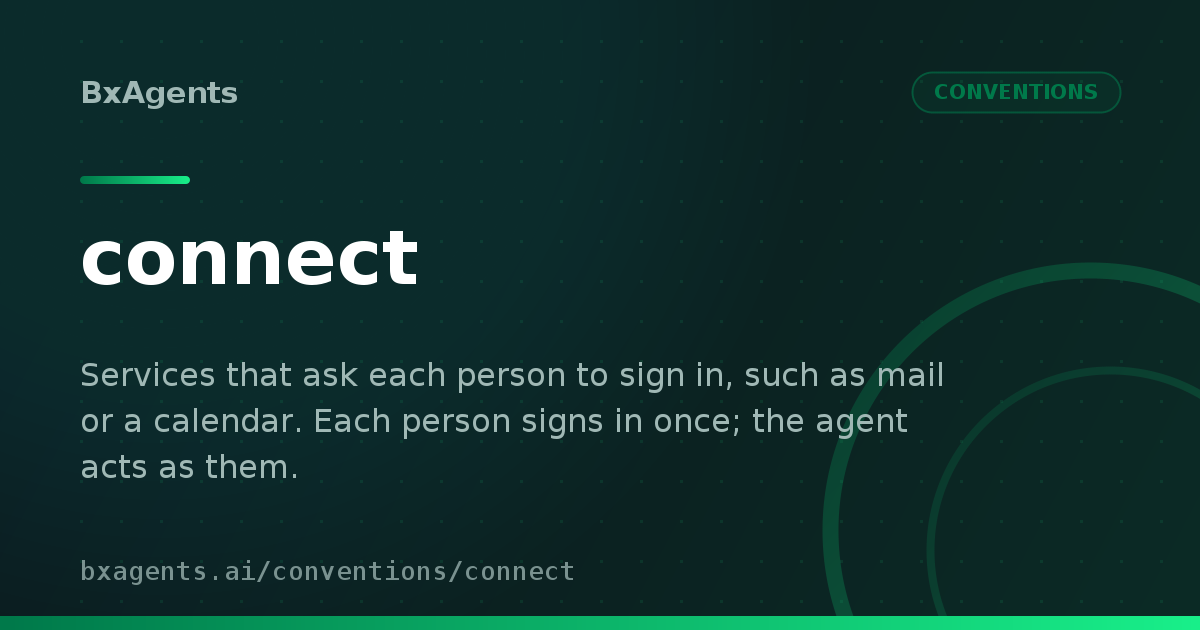 BxAgents
CONVENTIONS
connect
Services that ask each person to sign in, such as mail
or a calendar. Each person signs in once; the agent
acts as them.
bxagents.ai/conventions/connect